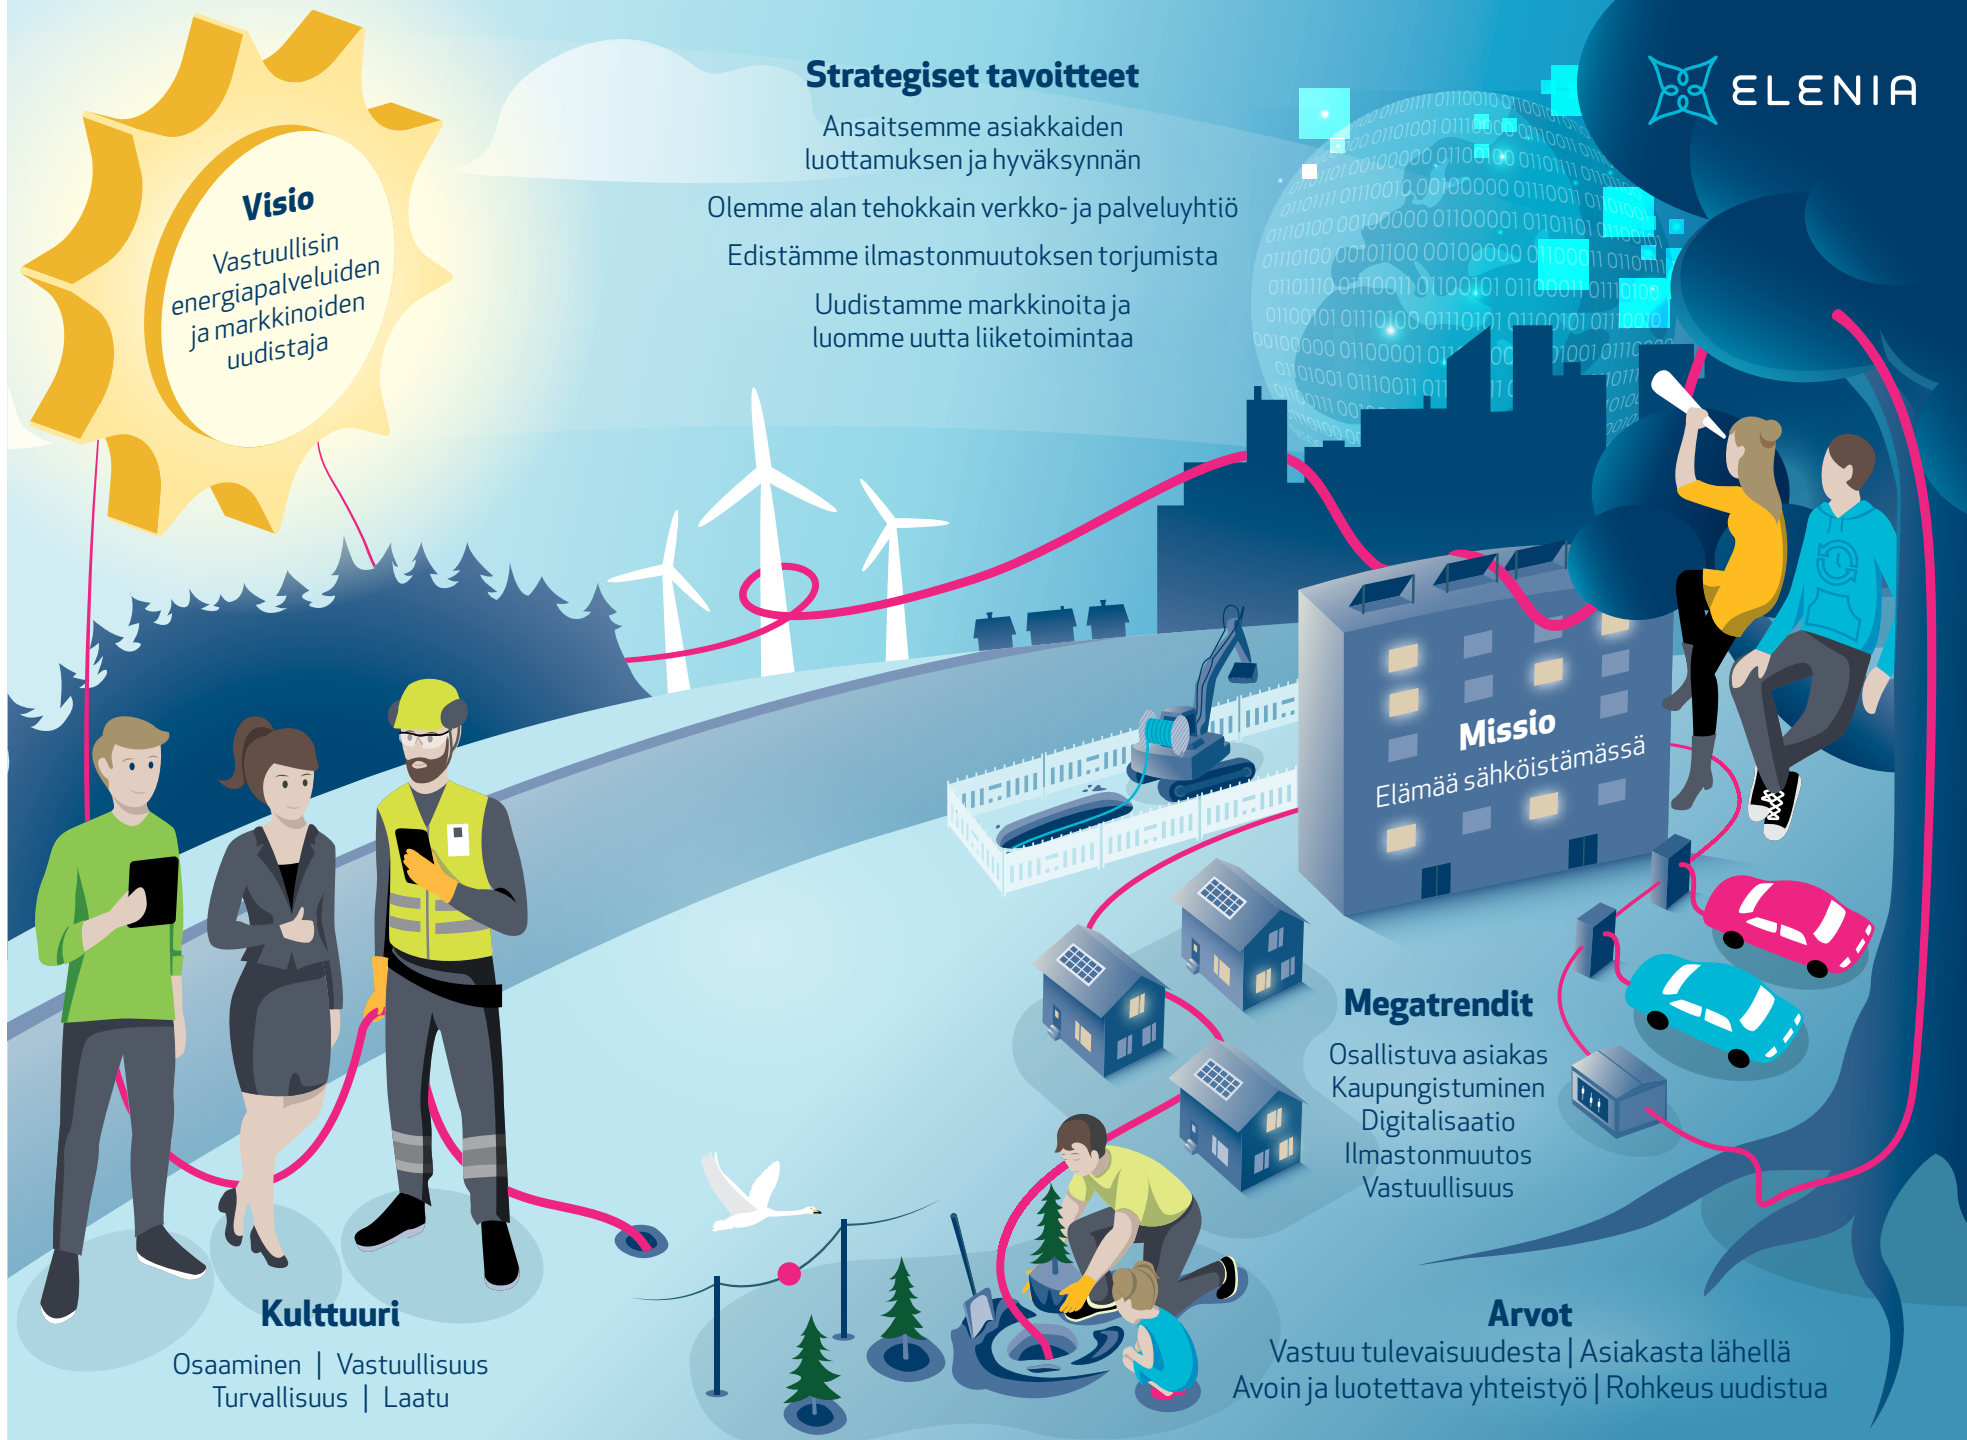 ELENIA
Strategiset tavoitteet
Ansaitsemme asiakkaiden
luottamuksen ja hyväksynnän
Olemme alan tehokkain verkko- ja palveluyhtiö
Edistämme ilmastonmuutoksen torjumista
Uudistamme markkinoita ja
luomme uutta liiketoimintaa
Visio
Vastuullisin
energiapalveluiden
ja markkinoiden
uudistaja
Missio
Elämää sähköistämässä
Megatrendit
Osallistuva asiakas
Kaupungistuminen
Digitalisaatio
Ilmastonmuutos
Vastuullisuus
Kulttuuri
Osaaminen | Vastuullisuus
Turvallisuus | Laatu
Arvot
Vastuu tulevaisuudesta | Asiakasta lähellä
Avoin ja luotettava yhteistyö | Rohkeus uudistua